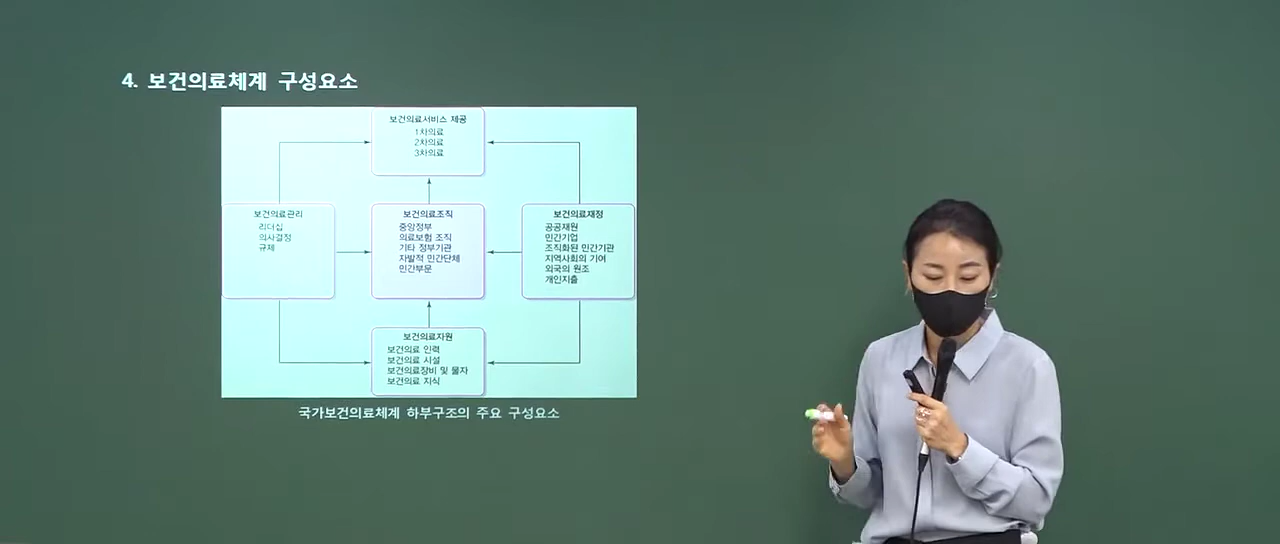 4. 보건의료체계 구성요소
보건의료서비스 제공
1차의료
2차의료
3차의료
보건의료관리
리더십
의사결정
규제
보건의료조직
중앙정부
의료보험 조직
기타 정부기관
자발적 민간단체
민간부문
보건의료재정
공공재원
민간기업
조직화된 민간기관
지역사회의 기여
외국의 원조
개인지출
보건의료자원
보건의료 인력
보건의료 시설
보건의료장비 및 물자
보건의료 지식
국가보건의료체계 하부구조의 주요 구성요소